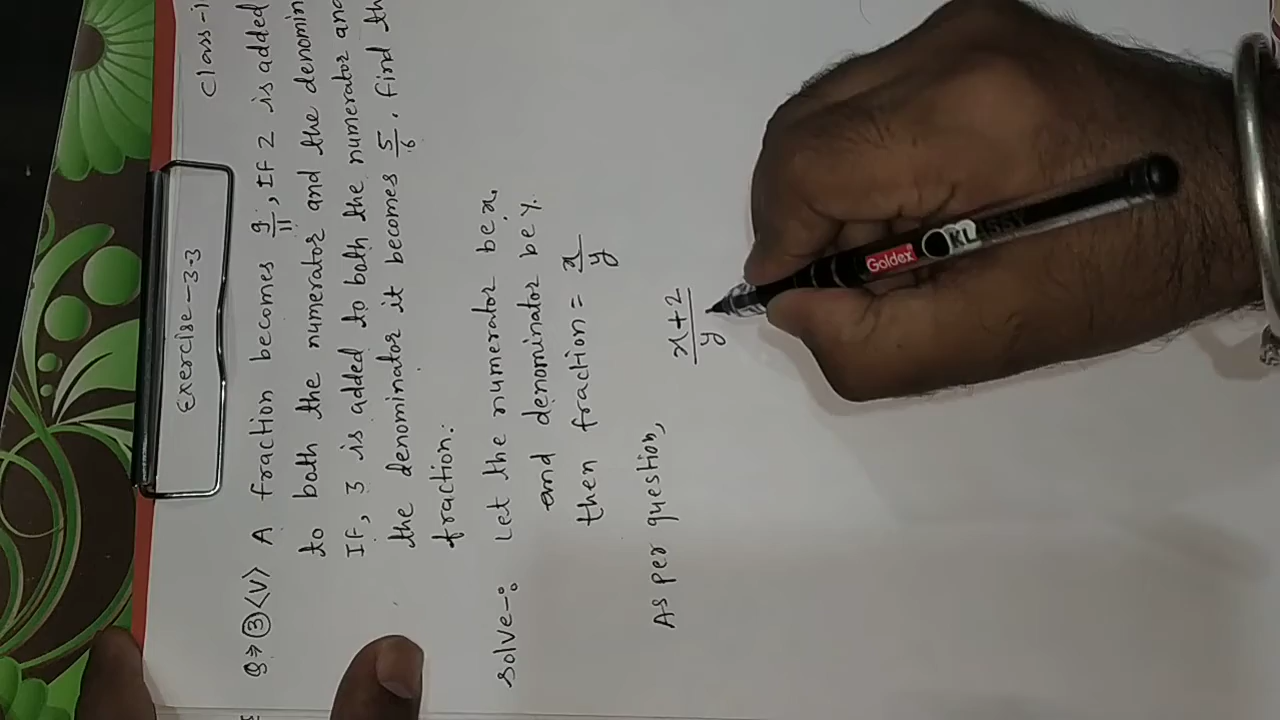 Exercise-3.3
Class-1
Q→③<V> A fraction becomes 9/11, If 2 is added
to both the numerator and the denomin
If, 3 is added to both the numerator and
the denominator it becomes 5/6. Find th
fraction.
Solve-: Let the numerator be x,
and denominator be y.
then fraction = x/y
As per question,
x+2/y
Goldex KLASSY